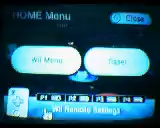 HOME Menu
Close
Wii Menu
Reset
P1 P2 P3 P4
Wii Remote Settings